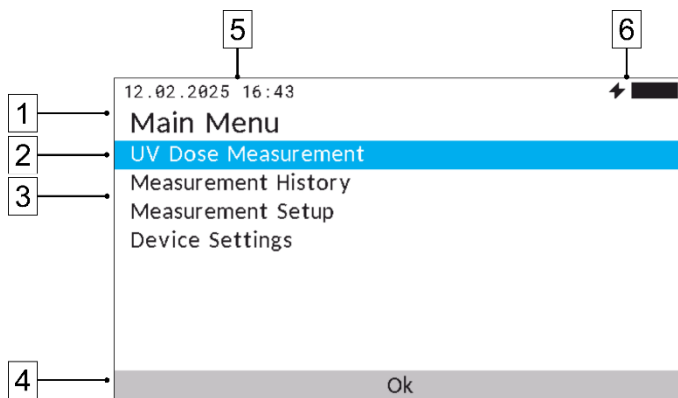 5
6
12.02.2025 16:43
1
Main Menu
2
UV Dose Measurement
Measurement History
3
Measurement Setup
Device Settings
4
Ok